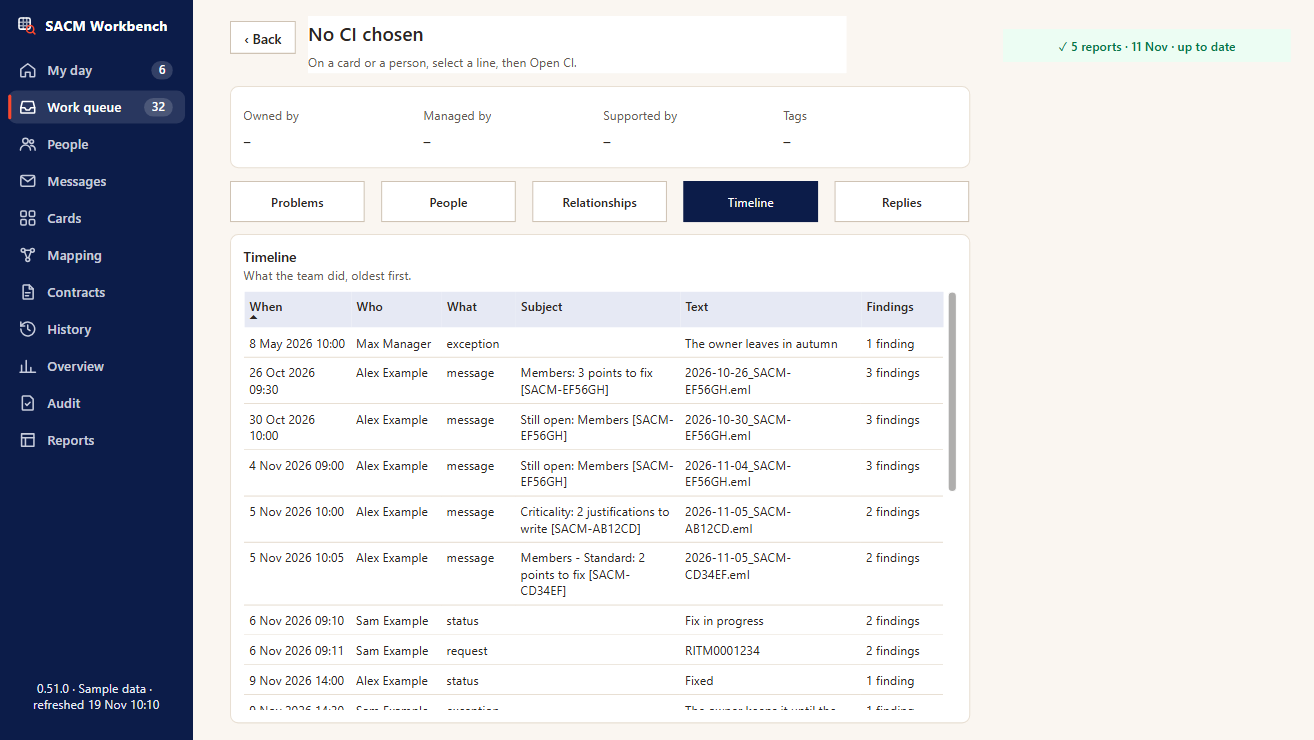 SACM Workbench
My day 6
Work queue 32
People
Messages
Cards
Mapping
Contracts
History
Overview
Audit
Reports
0.51.0 · Sample data ·
refreshed 19 Nov 10:10
‹ Back
No CI chosen
On a card or a person, select a line, then Open CI.
✓ 5 reports · 11 Nov · up to date
Owned by Managed by Supported by Tags
– – – –
Problems People Relationships Timeline Replies
Timeline
What the team did, oldest first.
When Who What Subject Text Findings
8 May 2026 10:00 Max Manager exception The owner leaves in autumn 1 finding
26 Oct 2026 Alex Example message Members: 3 points to fix 2026-10-26_SACM- 3 findings
09:30 [SACM-EF56GH] EF56GH.eml
30 Oct 2026 Alex Example message Still open: Members [SACM- 2026-10-30_SACM- 3 findings
10:00 EF56GH] EF56GH.eml
4 Nov 2026 09:00 Alex Example message Still open: Members [SACM- 2026-11-04_SACM- 3 findings
EF56GH] EF56GH.eml
5 Nov 2026 10:00 Alex Example message Criticality: 2 justifications to 2026-11-05_SACM- 2 findings
write [SACM-AB12CD] AB12CD.eml
5 Nov 2026 10:05 Alex Example message Members - Standard: 2 2026-11-05_SACM- 2 findings
points to fix [SACM- CD34EF.eml
CD34EF]
6 Nov 2026 09:10 Sam Example status Fix in progress 2 findings
6 Nov 2026 09:11 Sam Example request RITM0001234 2 findings
9 Nov 2026 14:00 Alex Example status Fixed 1 finding
Sam Example exception The owner keeps it until the 1 finding